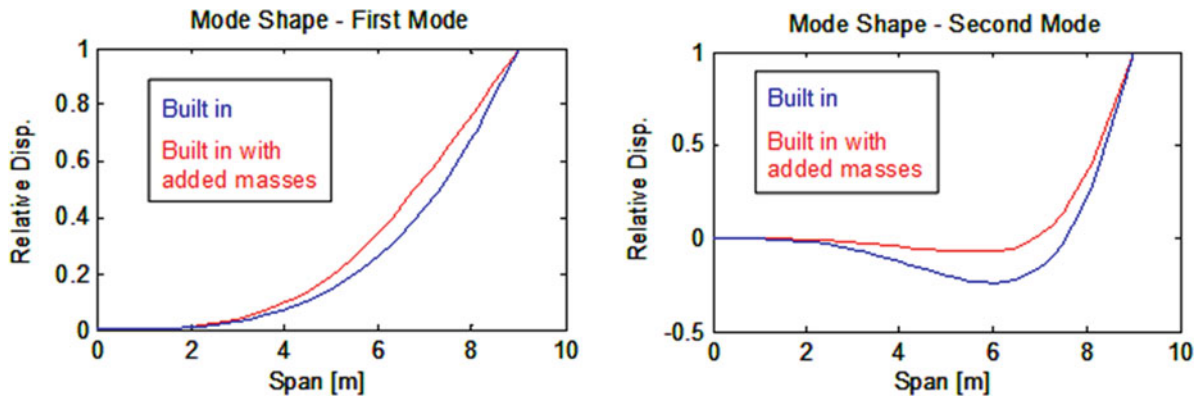 Mode Shape - First Mode
Relative Disp.
1
0.8
0.6
0.4
0.2
0
Built in
Built in with
added masses
0 2 4 6 8 10
Span [m]
Mode Shape - Second Mode
Relative Disp.
1
0.5
0
-0.5
Built in
Built in with
added masses
0 2 4 6 8 10
Span [m]